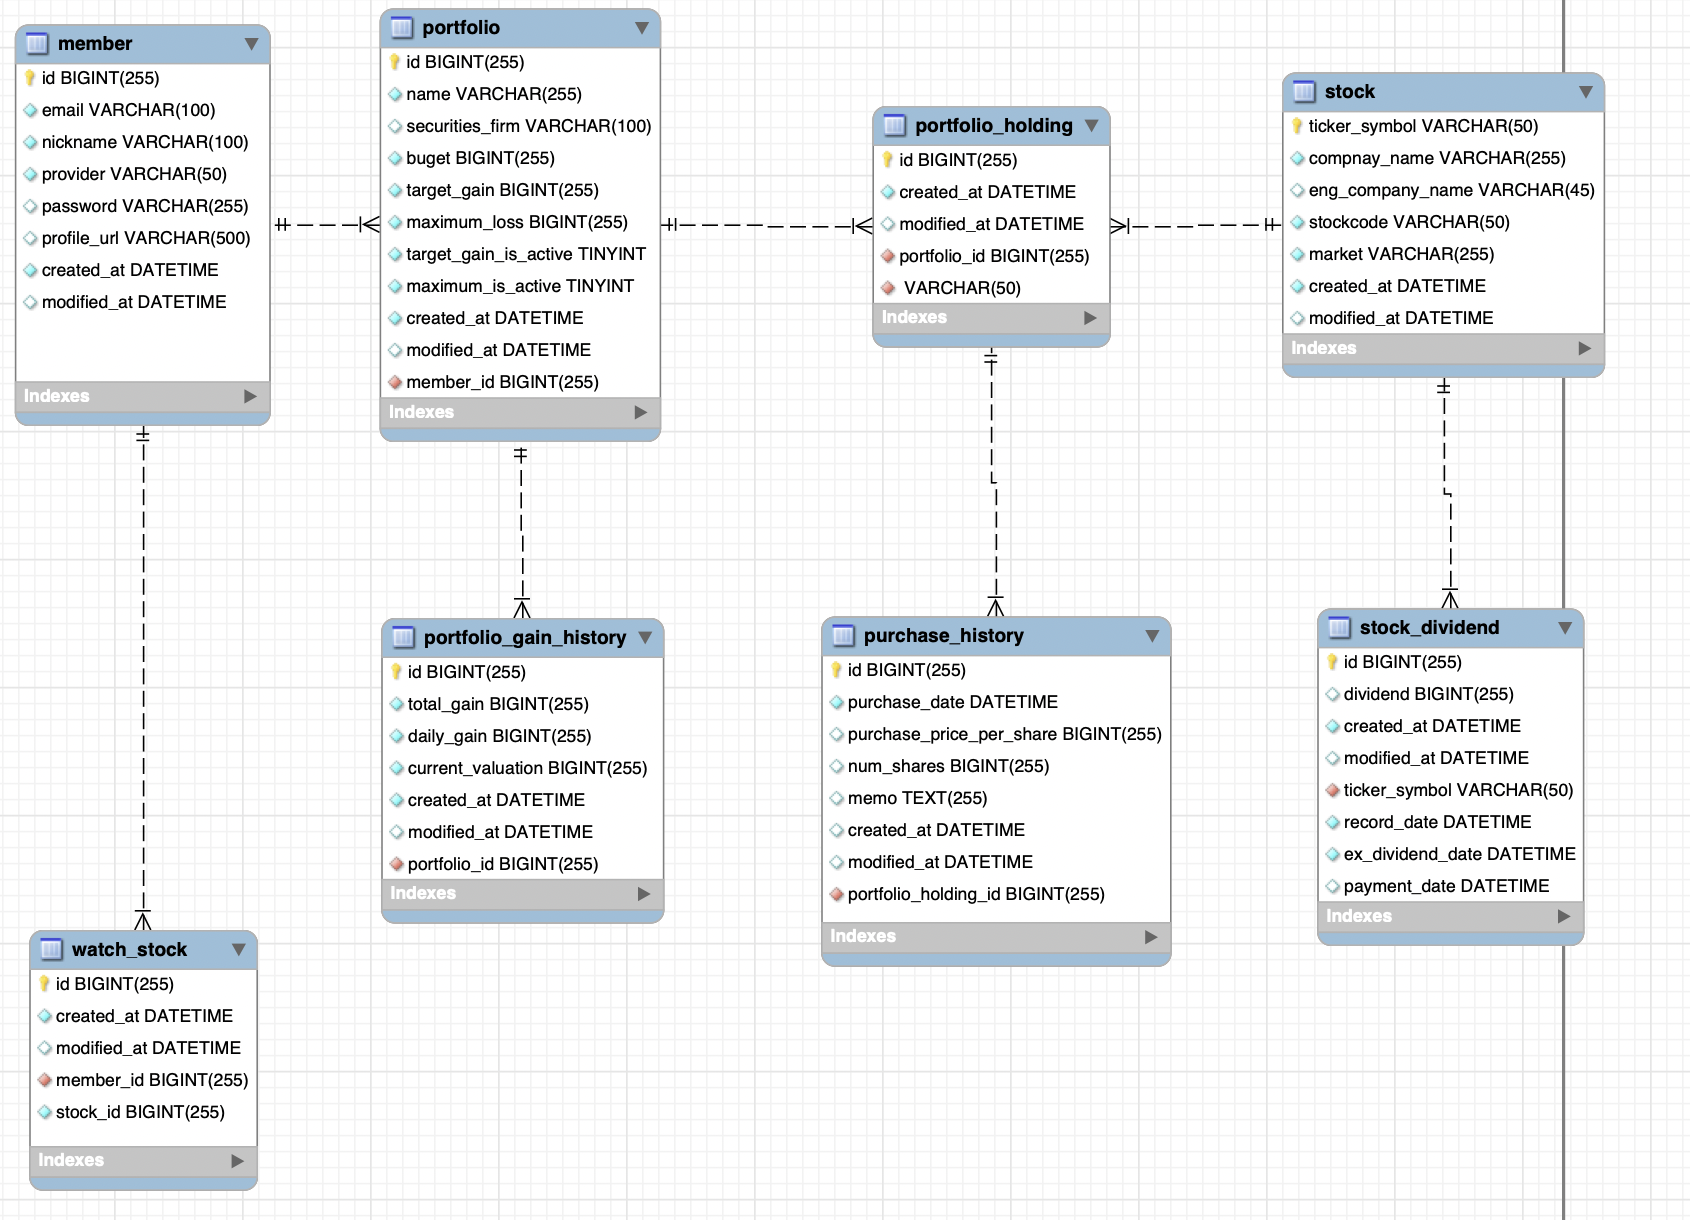 member
id BIGINT(255)
email VARCHAR(100)
nickname VARCHAR(100)
provider VARCHAR(50)
password VARCHAR(255)
profile_url VARCHAR(500)
created_at DATETIME
modified_at DATETIME
Indexes
portfolio
id BIGINT(255)
name VARCHAR(255)
securities_firm VARCHAR(100)
buget BIGINT(255)
target_gain BIGINT(255)
maximum_loss BIGINT(255)
target_gain_is_active TINYINT
maximum_is_active TINYINT
created_at DATETIME
modified_at DATETIME
member_id BIGINT(255)
Indexes
portfolio_holding
id BIGINT(255)
created_at DATETIME
modified_at DATETIME
portfolio_id BIGINT(255)
VARCHAR(50)
Indexes
stock
ticker_symbol VARCHAR(50)
compnay_name VARCHAR(255)
eng_company_name VARCHAR(45)
stockcode VARCHAR(50)
market VARCHAR(255)
created_at DATETIME
modified_at DATETIME
Indexes
portfolio_gain_history
id BIGINT(255)
total_gain BIGINT(255)
daily_gain BIGINT(255)
current_valuation BIGINT(255)
created_at DATETIME
modified_at DATETIME
portfolio_id BIGINT(255)
Indexes
purchase_history
id BIGINT(255)
purchase_date DATETIME
purchase_price_per_share BIGINT(255)
num_shares BIGINT(255)
memo TEXT(255)
created_at DATETIME
modified_at DATETIME
portfolio_holding_id BIGINT(255)
Indexes
stock_dividend
id BIGINT(255)
dividend BIGINT(255)
created_at DATETIME
modified_at DATETIME
ticker_symbol VARCHAR(50)
record_date DATETIME
ex_dividend_date DATETIME
payment_date DATETIME
Indexes
watch_stock
id BIGINT(255)
created_at DATETIME
modified_at DATETIME
member_id BIGINT(255)
stock_id BIGINT(255)
Indexes